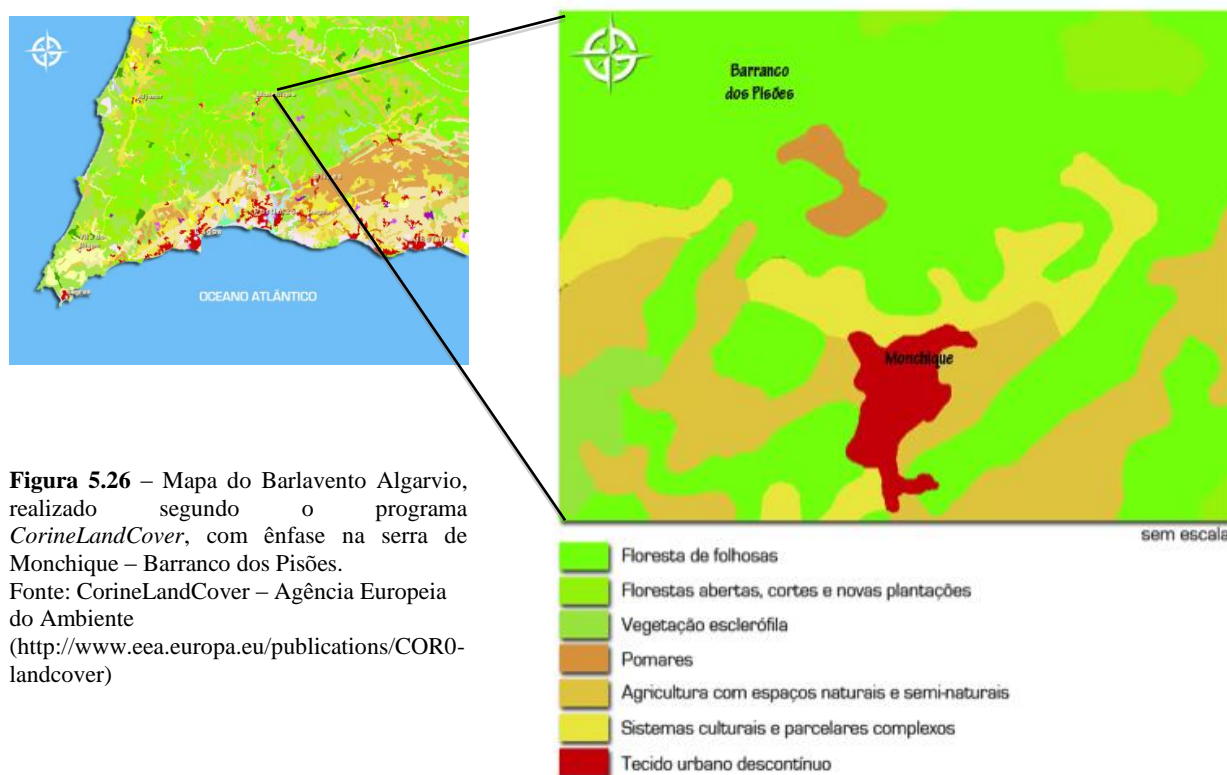 Barranco
dos Pisões
Monchique
OCEANO ATLÂNTICO
Figura 5.26 – Mapa do Barlavento Algarvio,
realizado segundo o programa
CorineLandCover, com ênfase na serra de
Monchique – Barranco dos Pisões.
Fonte: CorineLandCover – Agência Europeia
do Ambiente
(http://www.eea.europa.eu/publications/COR0-
landcover)
sem escala
Floresta de folhosas
Florestas abertas, cortes e novas plantações
Vegetação esclerófila
Pomares
Agricultura com espaços naturais e semi-naturais
Sistemas culturais e parcelares complexos
Tecido urbano descontínuo